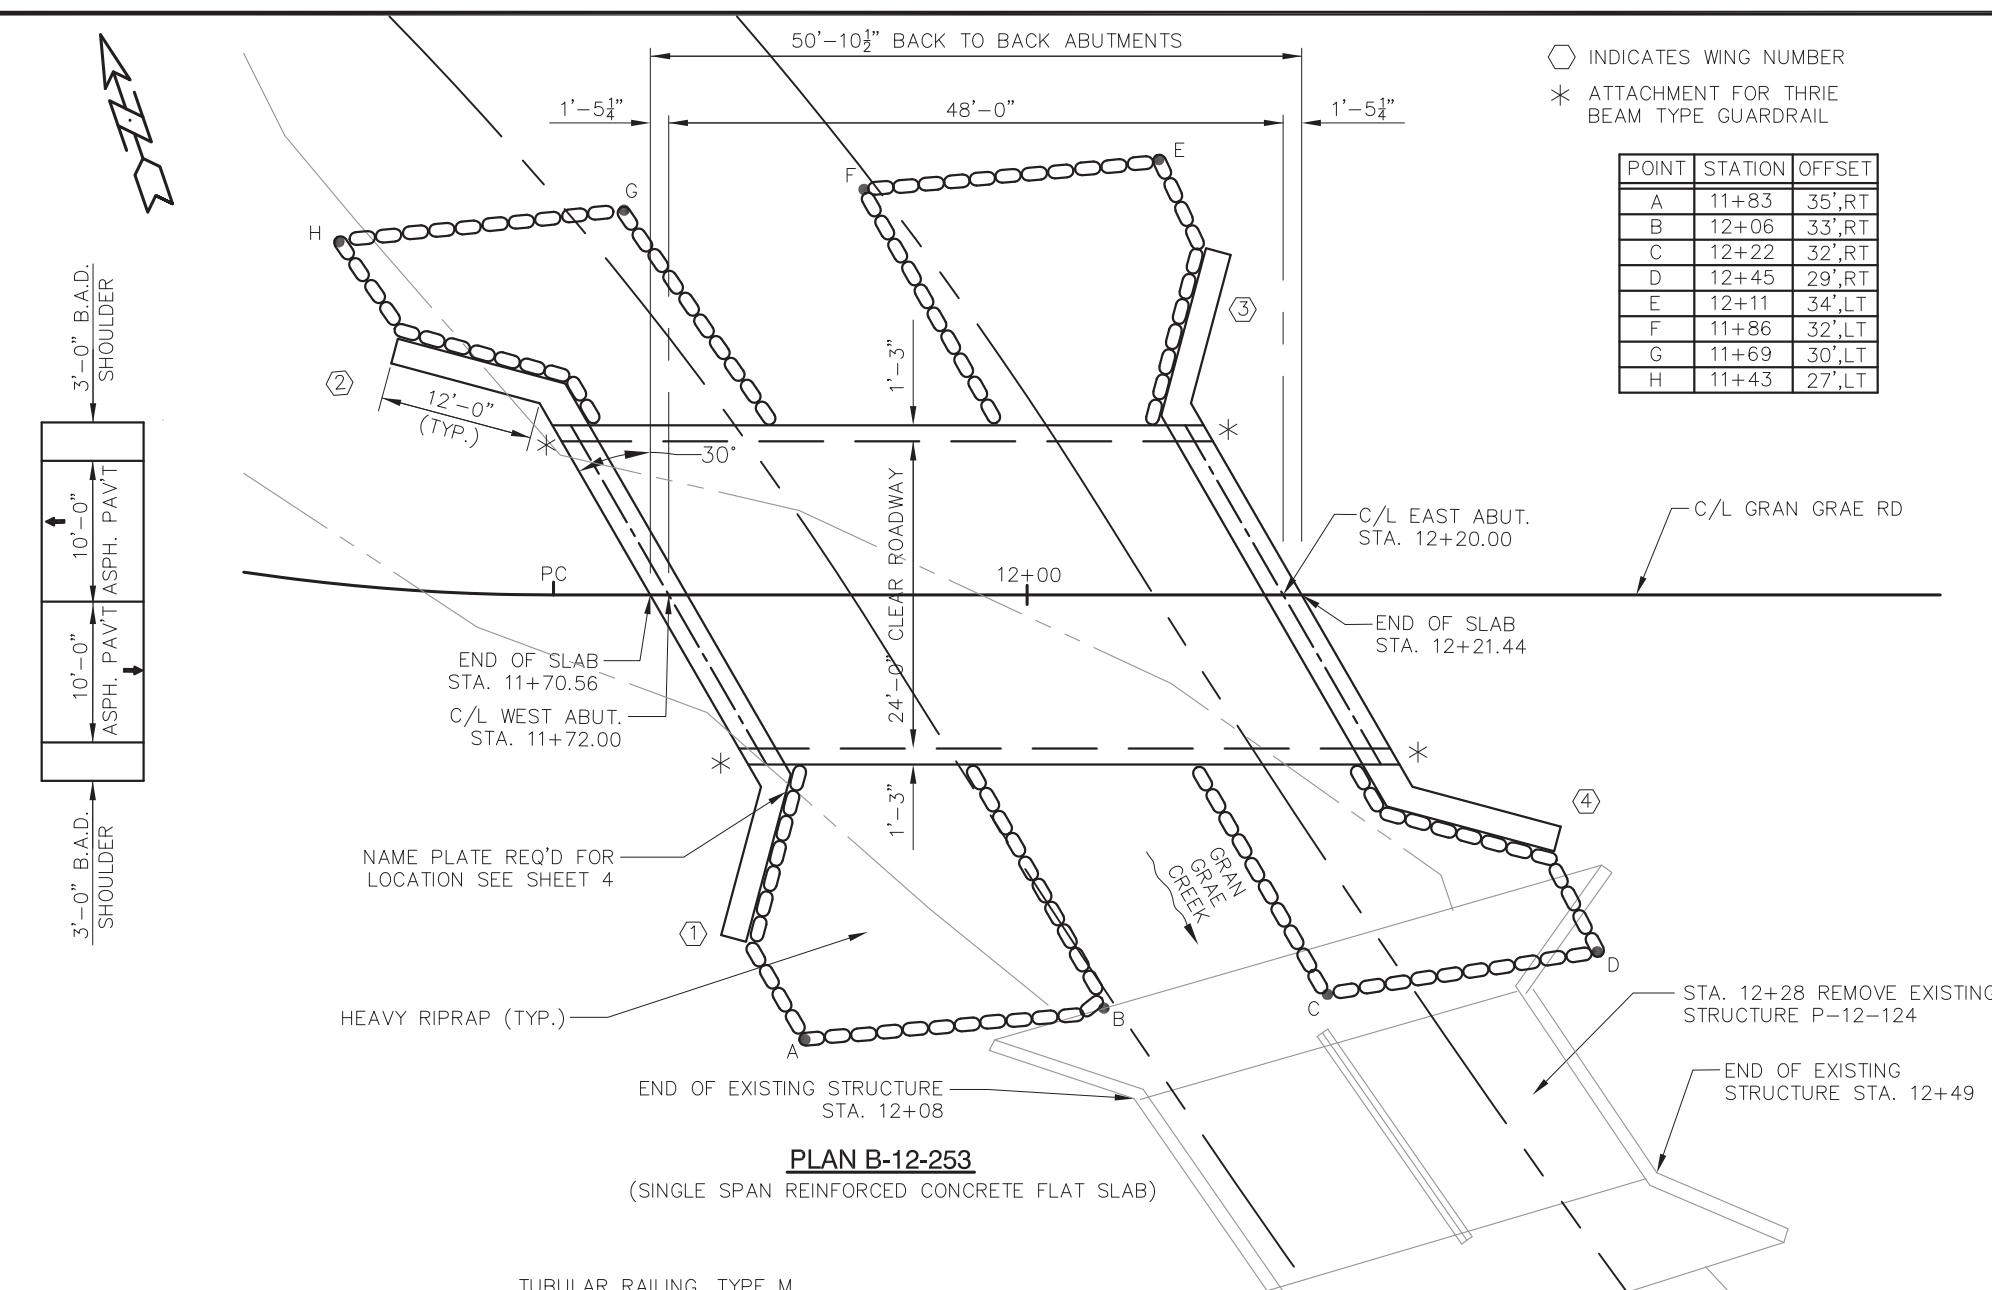 50'-10½" BACK TO BACK ABUTMENTS
1'-5¼"
48'-0"
1'-5¼"
INDICATES WING NUMBER
* ATTACHMENT FOR THRIE
BEAM TYPE GUARDRAIL
POINT STATION OFFSET
A 11+83 35',RT
B 12+06 33',RT
C 12+22 32',RT
D 12+45 29',RT
E 12+11 34',LT
F 11+86 32',LT
G 11+69 30',LT
H 11+43 27',LT
N
E
F
G
H
3
2
12'-0"
(TYP.)
1'-3"
*
*
30°
3'-0" B.A.D.
SHOULDER
10'-0"
ASPH. PAV'T
10'-0"
ASPH. PAV'T
3'-0" B.A.D.
SHOULDER
24'-0" CLEAR ROADWAY
C/L EAST ABUT.
STA. 12+20.00
C/L GRAN GRAE RD
PC
12+00
END OF SLAB
STA. 12+21.44
END OF SLAB
STA. 11+70.56
C/L WEST ABUT.
STA. 11+72.00
*
*
1'-3"
4
NAME PLATE REQ'D FOR
LOCATION SEE SHEET 4
GRAN
GRAE
CREEK
1
D
HEAVY RIPRAP (TYP.)
B
C
A
STA. 12+28 REMOVE EXISTING
STRUCTURE P-12-124
END OF EXISTING STRUCTURE
STA. 12+08
END OF EXISTING
STRUCTURE STA. 12+49
PLAN B-12-253
(SINGLE SPAN REINFORCED CONCRETE FLAT SLAB)
TUBULAR RAILING, TYPE M